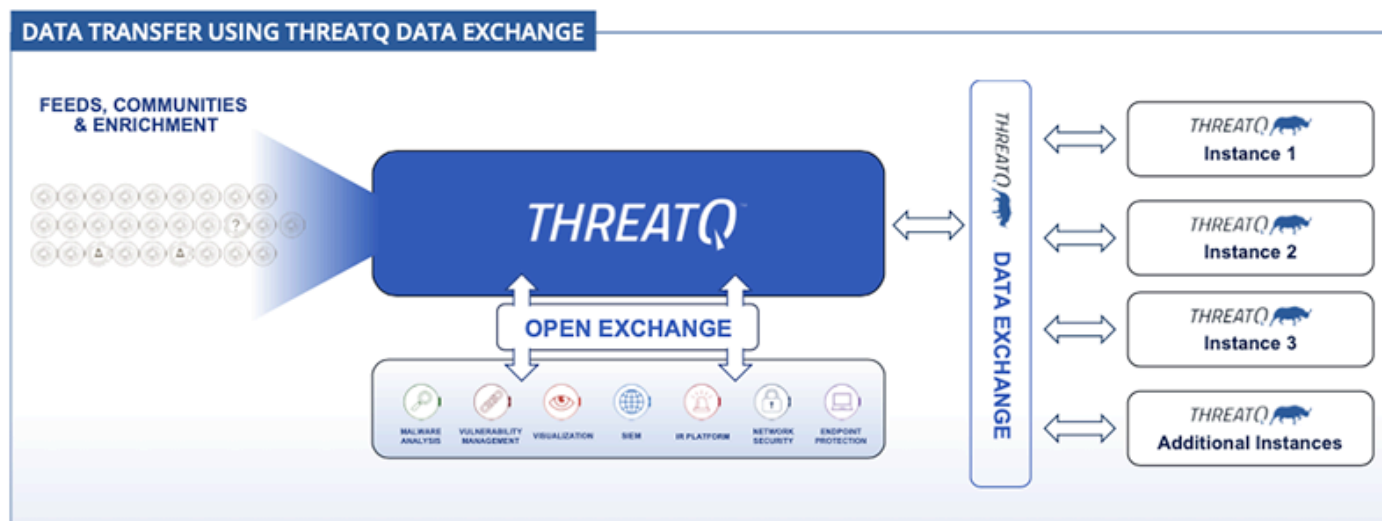 DATA TRANSFER USING THREATQ DATA EXCHANGE
FEEDS, COMMUNITIES
& ENRICHMENT
?
THREATQ™
OPEN EXCHANGE
MALWARE
ANALYSIS
VULNERABILITY
MANAGEMENT
VISUALIZATION
SIEM
IR PLATFORM
NETWORK
SECURITY
ENDPOINT
PROTECTION
THREATQ
DATA EXCHANGE
THREATQ
Instance 1
THREATQ
Instance 2
THREATQ
Instance 3
THREATQ
Additional Instances